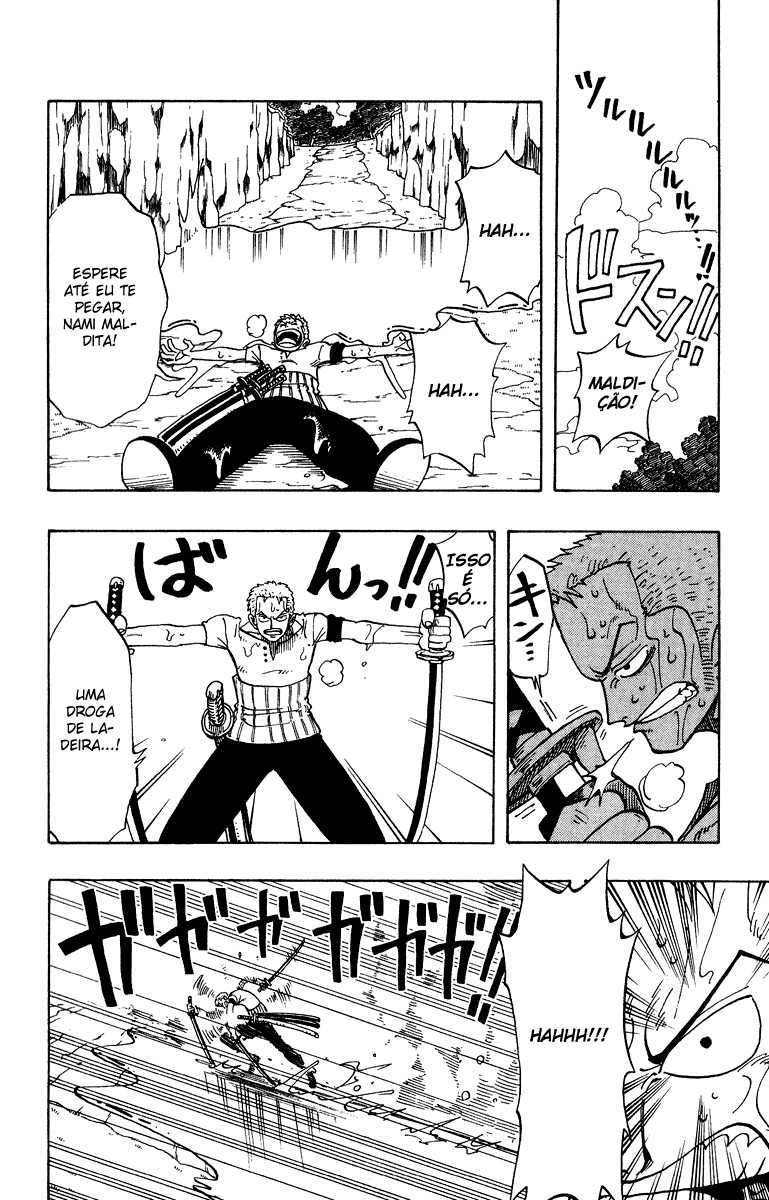 ツルルルルルルッ…!!
ドスン!!!
MALDI-
ÇÃO!
HAH...
HAH...
ESPERE
ATÉ EU TE
PEGAR,
NAMI MAL-
DITA!
キン…
ISSO
É
SÓ...
ばんっ!!
UMA
DROGA
DE LA-
DEIRA...!
HAHHH!!!
ガガガガガガ!!